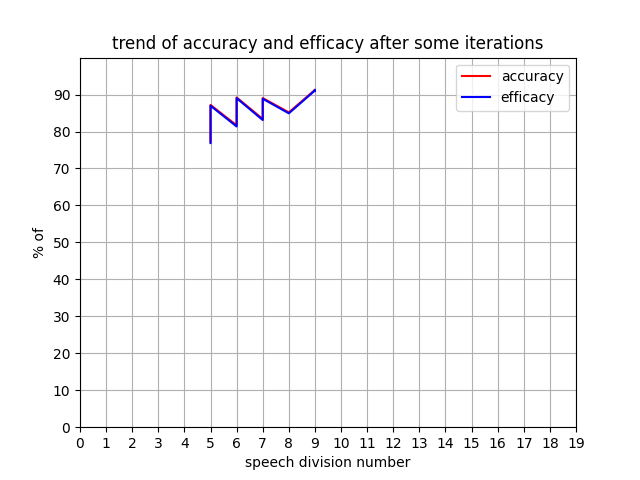 trend of accuracy and efficacy after some iterations
accuracy
efficacy
90
80
70
60
50
40
30
20
10
0
% of
0 1 2 3 4 5 6 7 8 9 10 11 12 13 14 15 16 17 18 19
speech division number